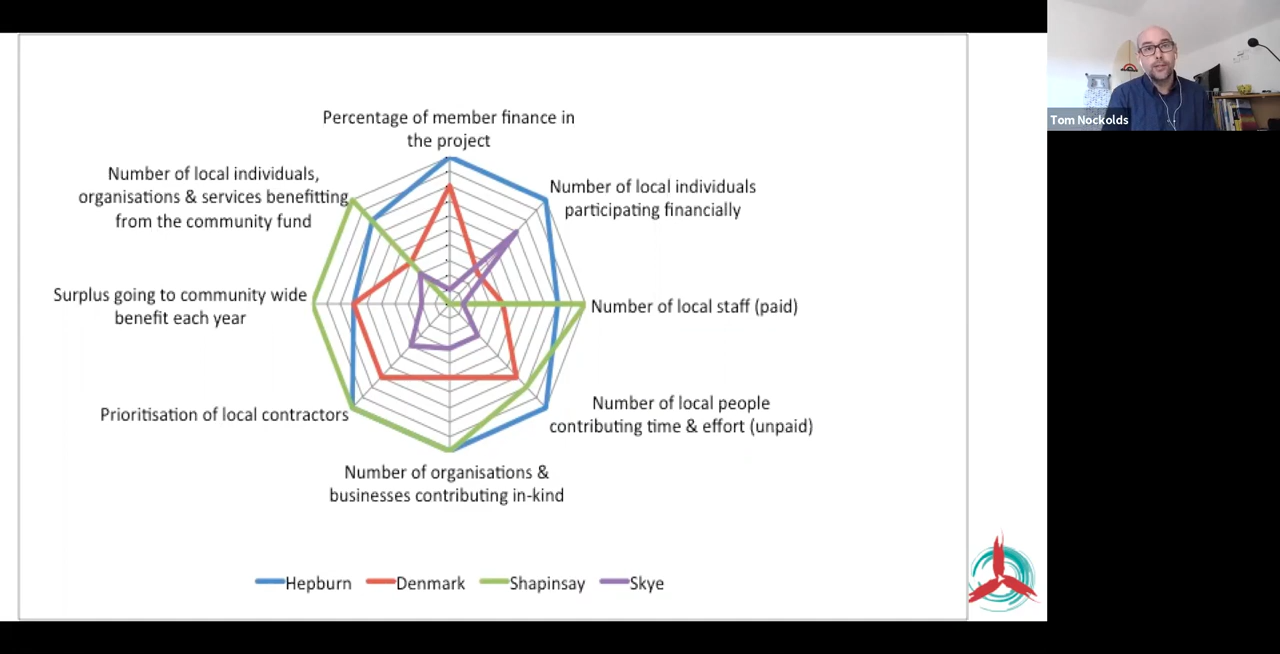 Percentage of member finance in
the project
Number of local individuals
participating financially
Number of local staff (paid)
Number of local people
contributing time & effort (unpaid)
Number of organisations &
businesses contributing in-kind
Prioritisation of local contractors
Surplus going to community wide
benefit each year
Number of local individuals,
organisations & services benefitting
from the community fund
Hepburn
Denmark
Shapinsay
Skye
Tom Nockolds